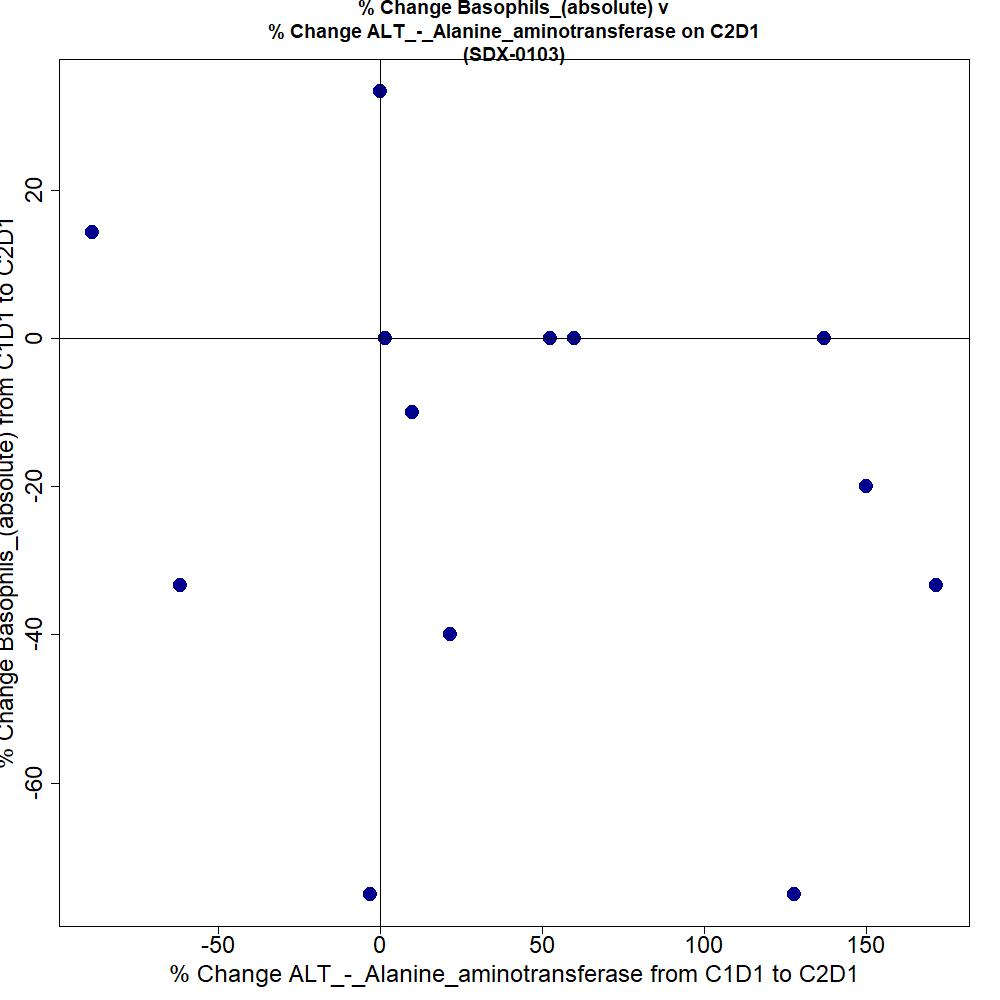 % Change Basophils_(absolute) v
% Change ALT_-_Alanine_aminotransferase on C2D1
(SDX-0103)
20
0
-20
-40
-60
% Change Basophils_(absolute) from C1D1 to C2D1
-50
0
50
100
150
% Change ALT_-_Alanine_aminotransferase from C1D1 to C2D1